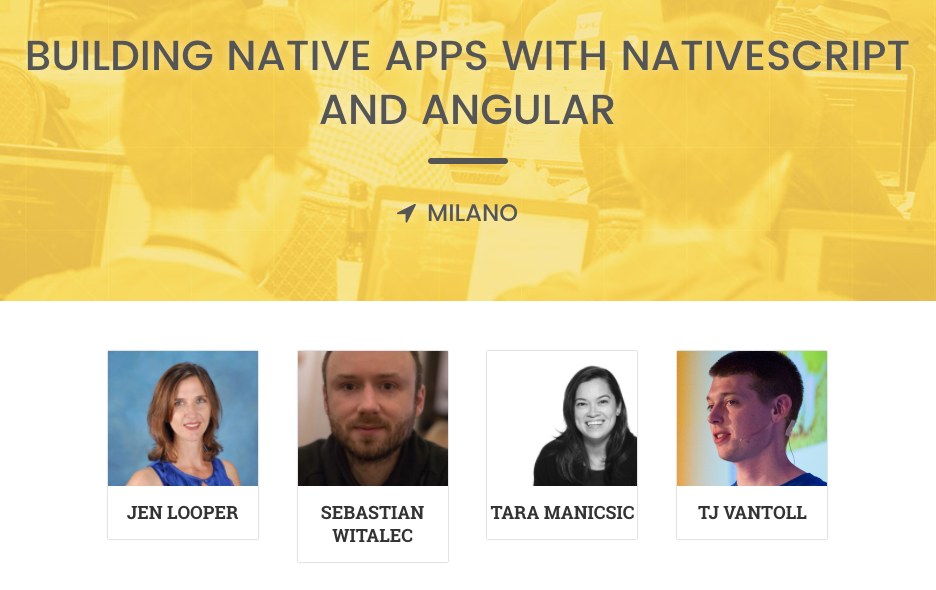 BUILDING NATIVE APPS WITH NATIVESCRIPT
AND ANGULAR
MILANO
JEN LOOPER
SEBASTIAN
WITALEC
TARA MANICSIC
TJ VANTOLL